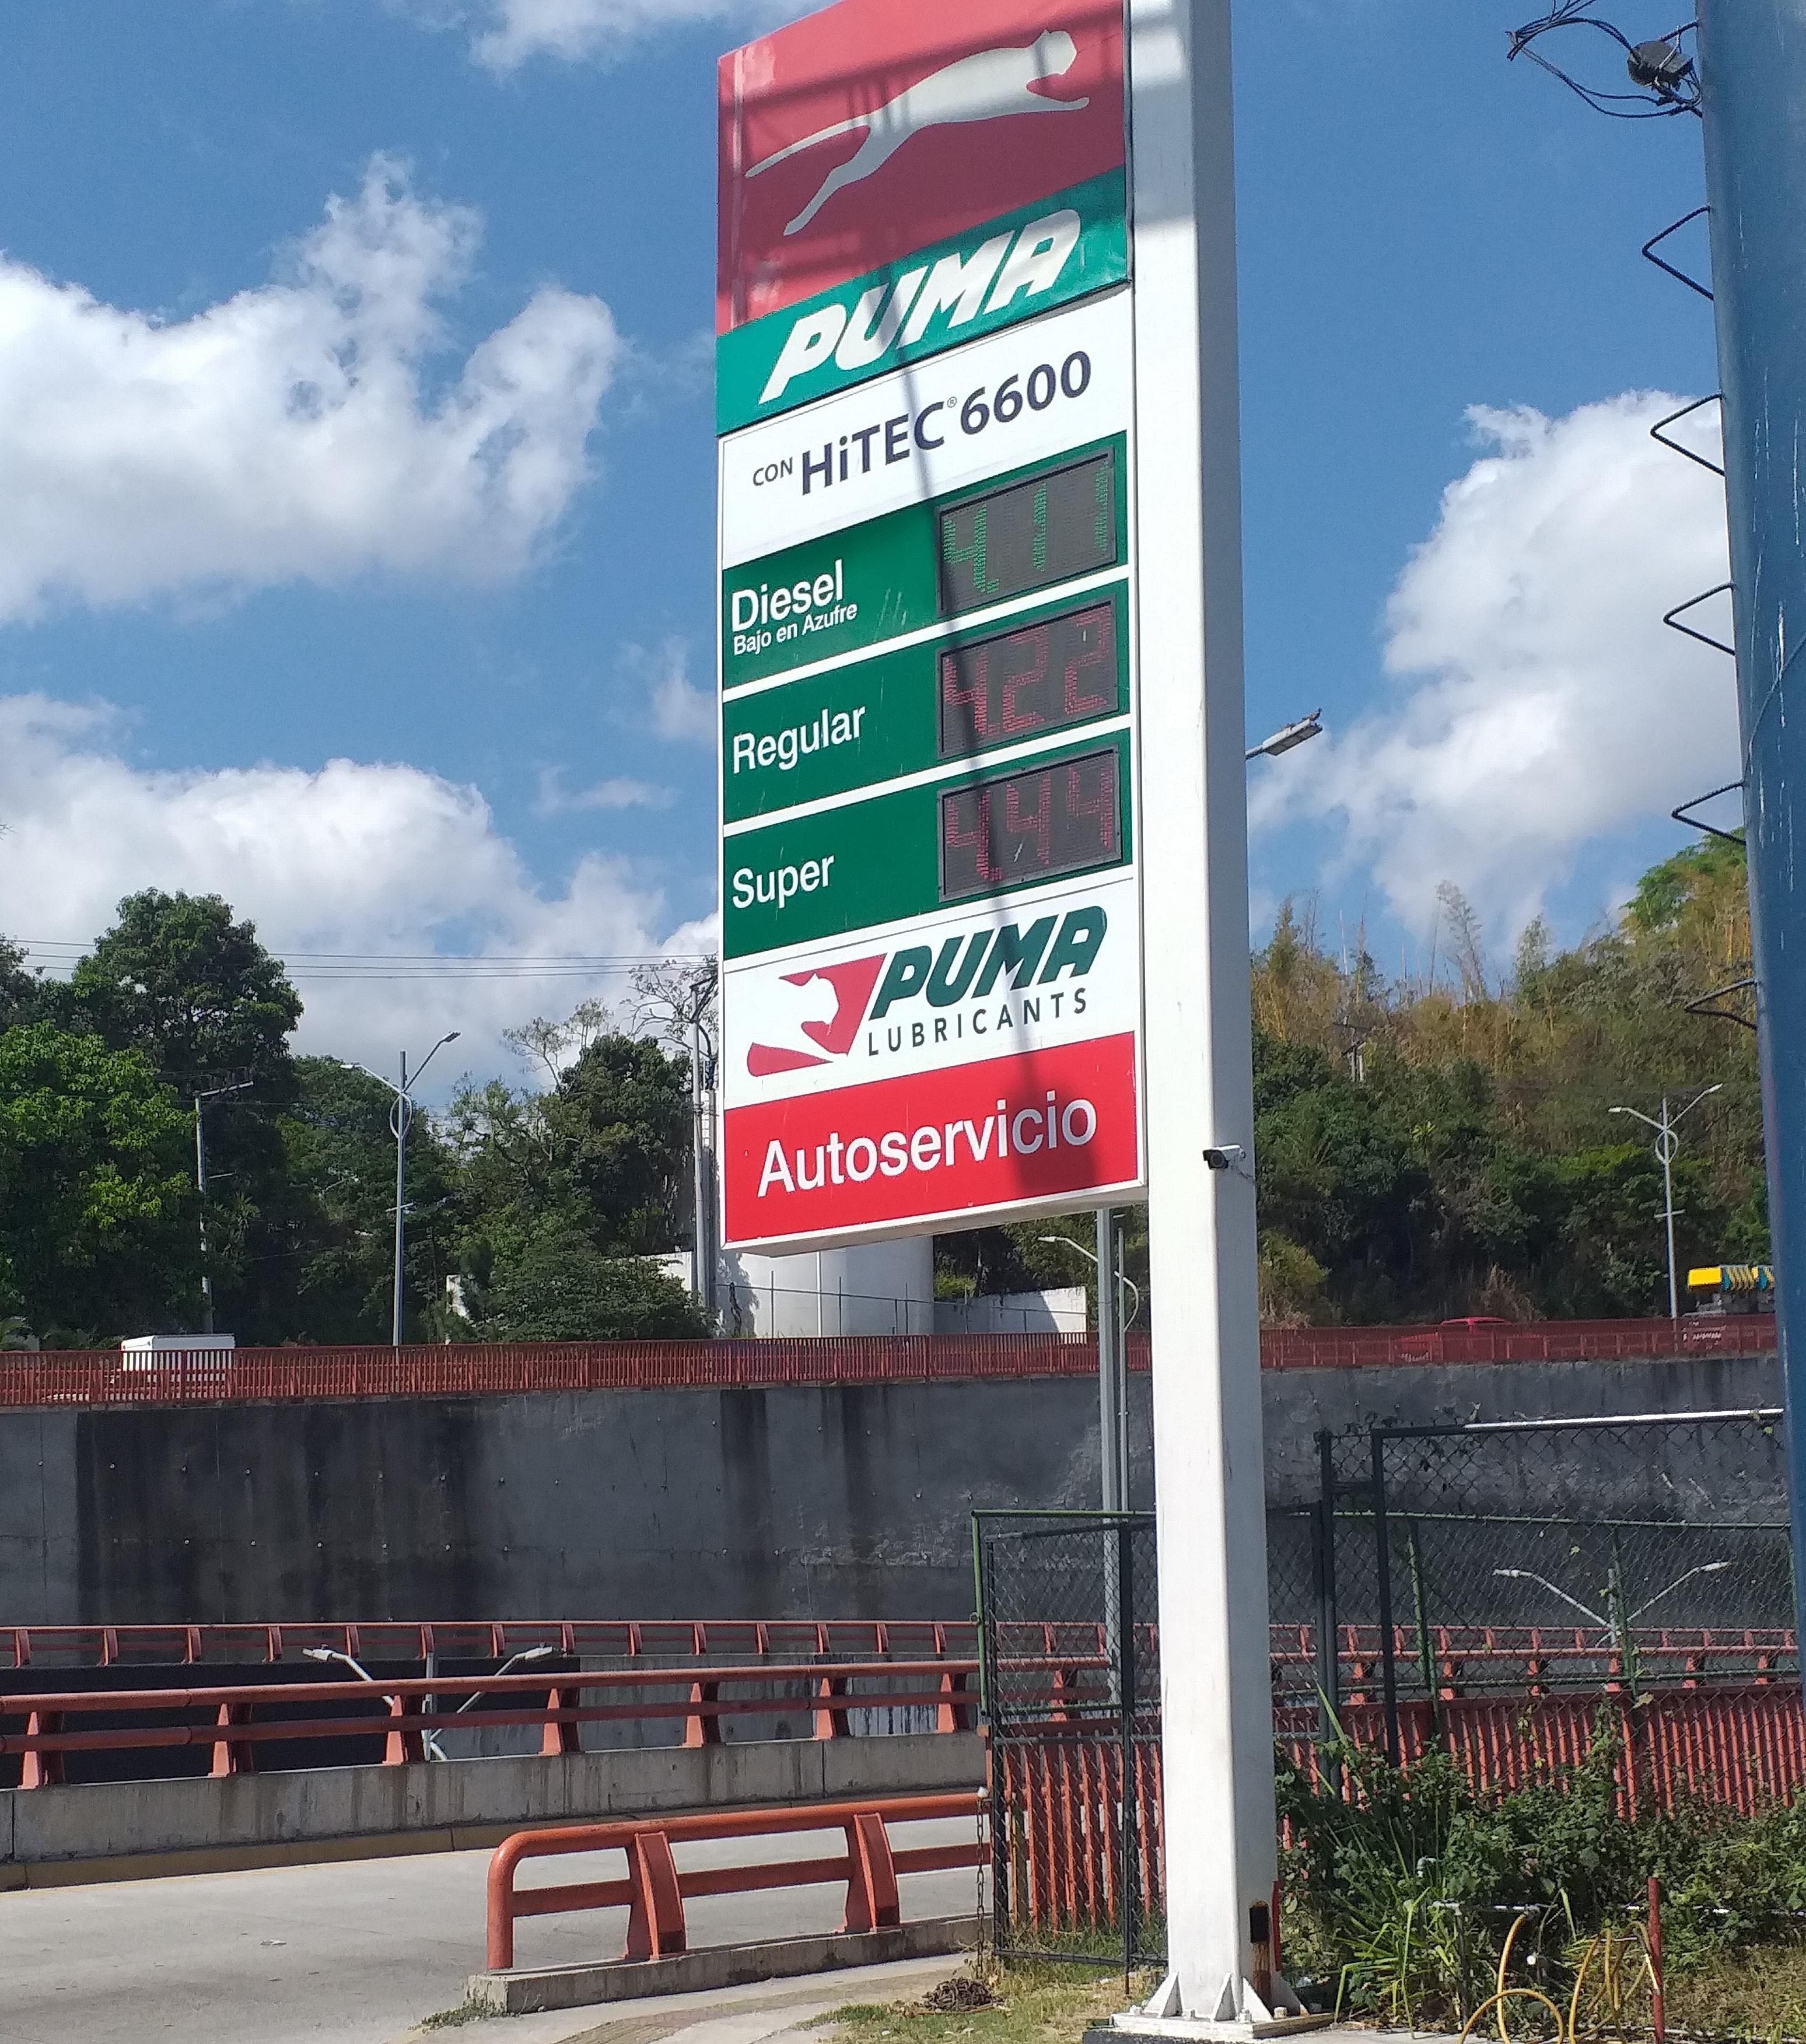 PUMA
CON HiTEC® 6600
Diesel 4.11
Bajo en Azufre
Regular 4.22
Super 4.44
PUMA
LUBRICANTS
Autoservicio